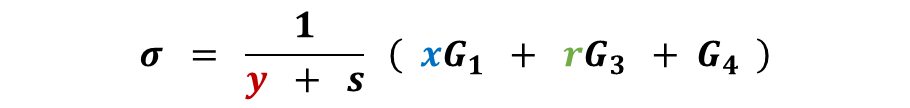 σ = 1 / (y + s) ( xG₁ + rG₃ + G₄ )